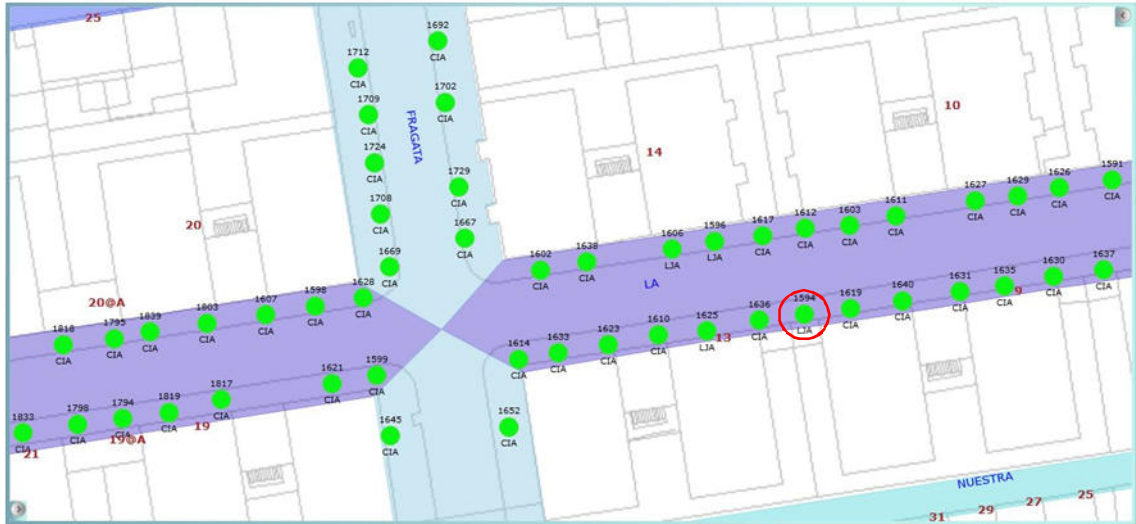 25
1692
CIA
1712
CIA
1702
CIA
1709
CIA
FRAGATA
10
1724
CIA
14
1729
CIA
1591
CIA
1626
CIA
1629
CIA
1627
CIA
1708
CIA
1611
CIA
1603
CIA
1612
CIA
1617
CIA
1596
LJA
1606
LJA
20
1667
CIA
1638
CIA
1602
CIA
1669
CIA
LA
1637
CIA
1630
CIA
1635
CIA
9
1631
CIA
1640
CIA
1619
CIA
1594
LJA
1636
CIA
1625
LJA
13
1610
CIA
1623
CIA
1633
CIA
1614
CIA
1628
CIA
1598
CIA
1607
CIA
1803
CIA
1839
CIA
20@A
1795
CIA
1818
CIA
1599
CIA
1621
CIA
1817
CIA
1819
CIA
1794
CIA
1798
CIA
1833
CIA
21
19@A
19
1645
CIA
1652
CIA
NUESTRA
31
29
27
25